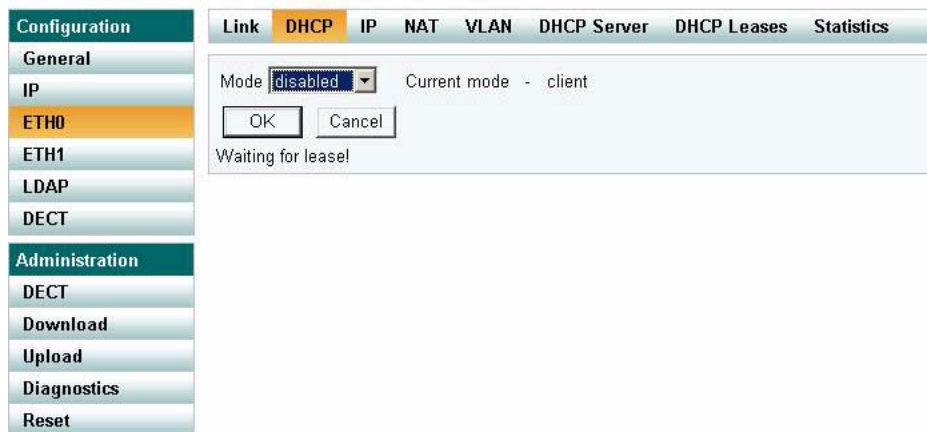 Configuration
General
IP
ETH0
ETH1
LDAP
DECT
Administration
DECT
Download
Upload
Diagnostics
Reset
Link DHCP IP NAT VLAN DHCP Server DHCP Leases Statistics
Mode disabled Current mode - client
OK Cancel
Waiting for lease!